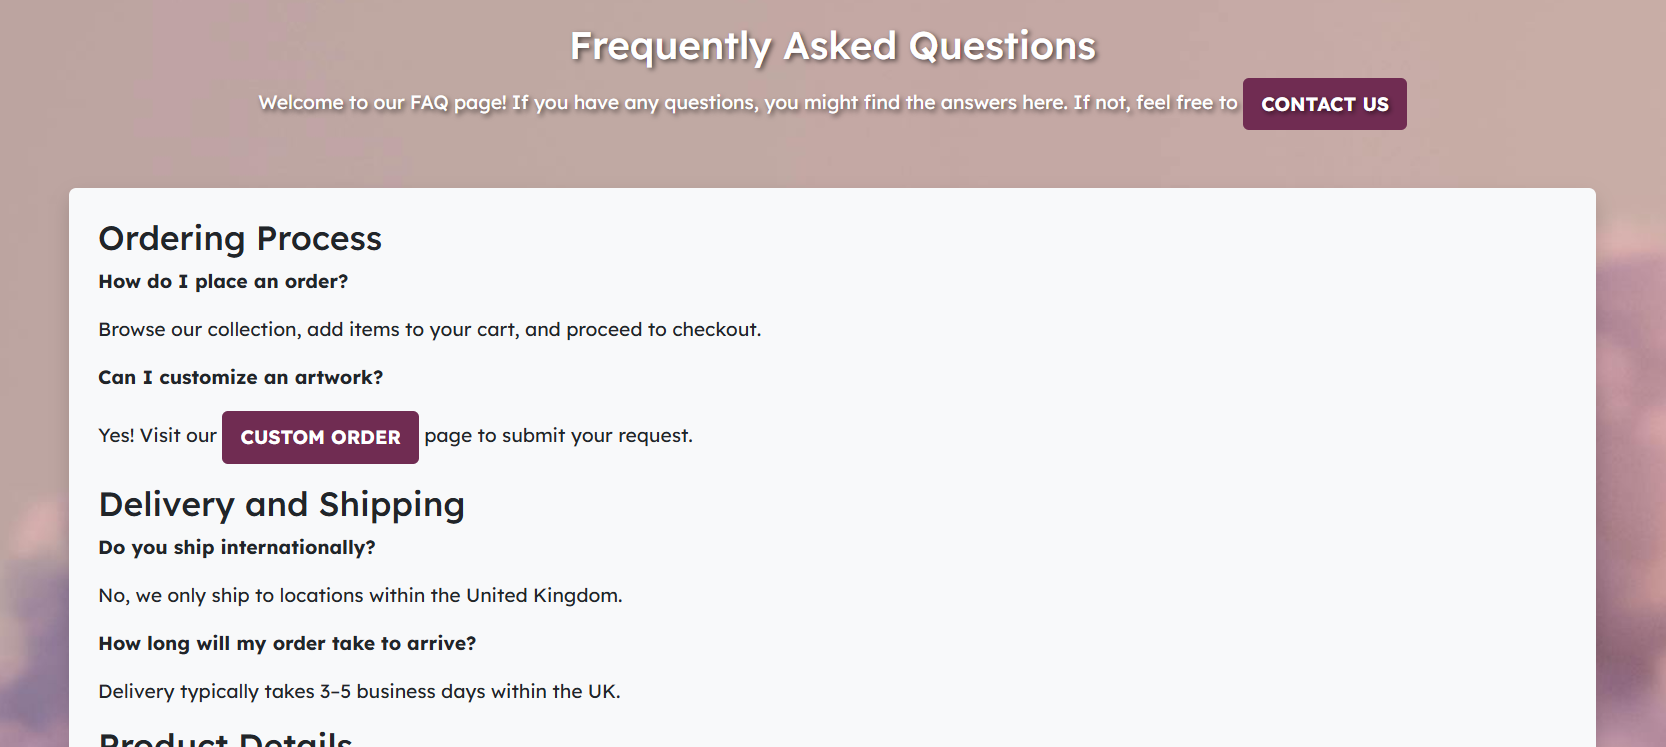 Frequently Asked Questions
Welcome to our FAQ page! If you have any questions, you might find the answers here. If not, feel free to CONTACT US
Ordering Process
How do I place an order?
Browse our collection, add items to your cart, and proceed to checkout.
Can I customize an artwork?
Yes! Visit our CUSTOM ORDER page to submit your request.
Delivery and Shipping
Do you ship internationally?
No, we only ship to locations within the United Kingdom.
How long will my order take to arrive?
Delivery typically takes 3–5 business days within the UK.
Product Details